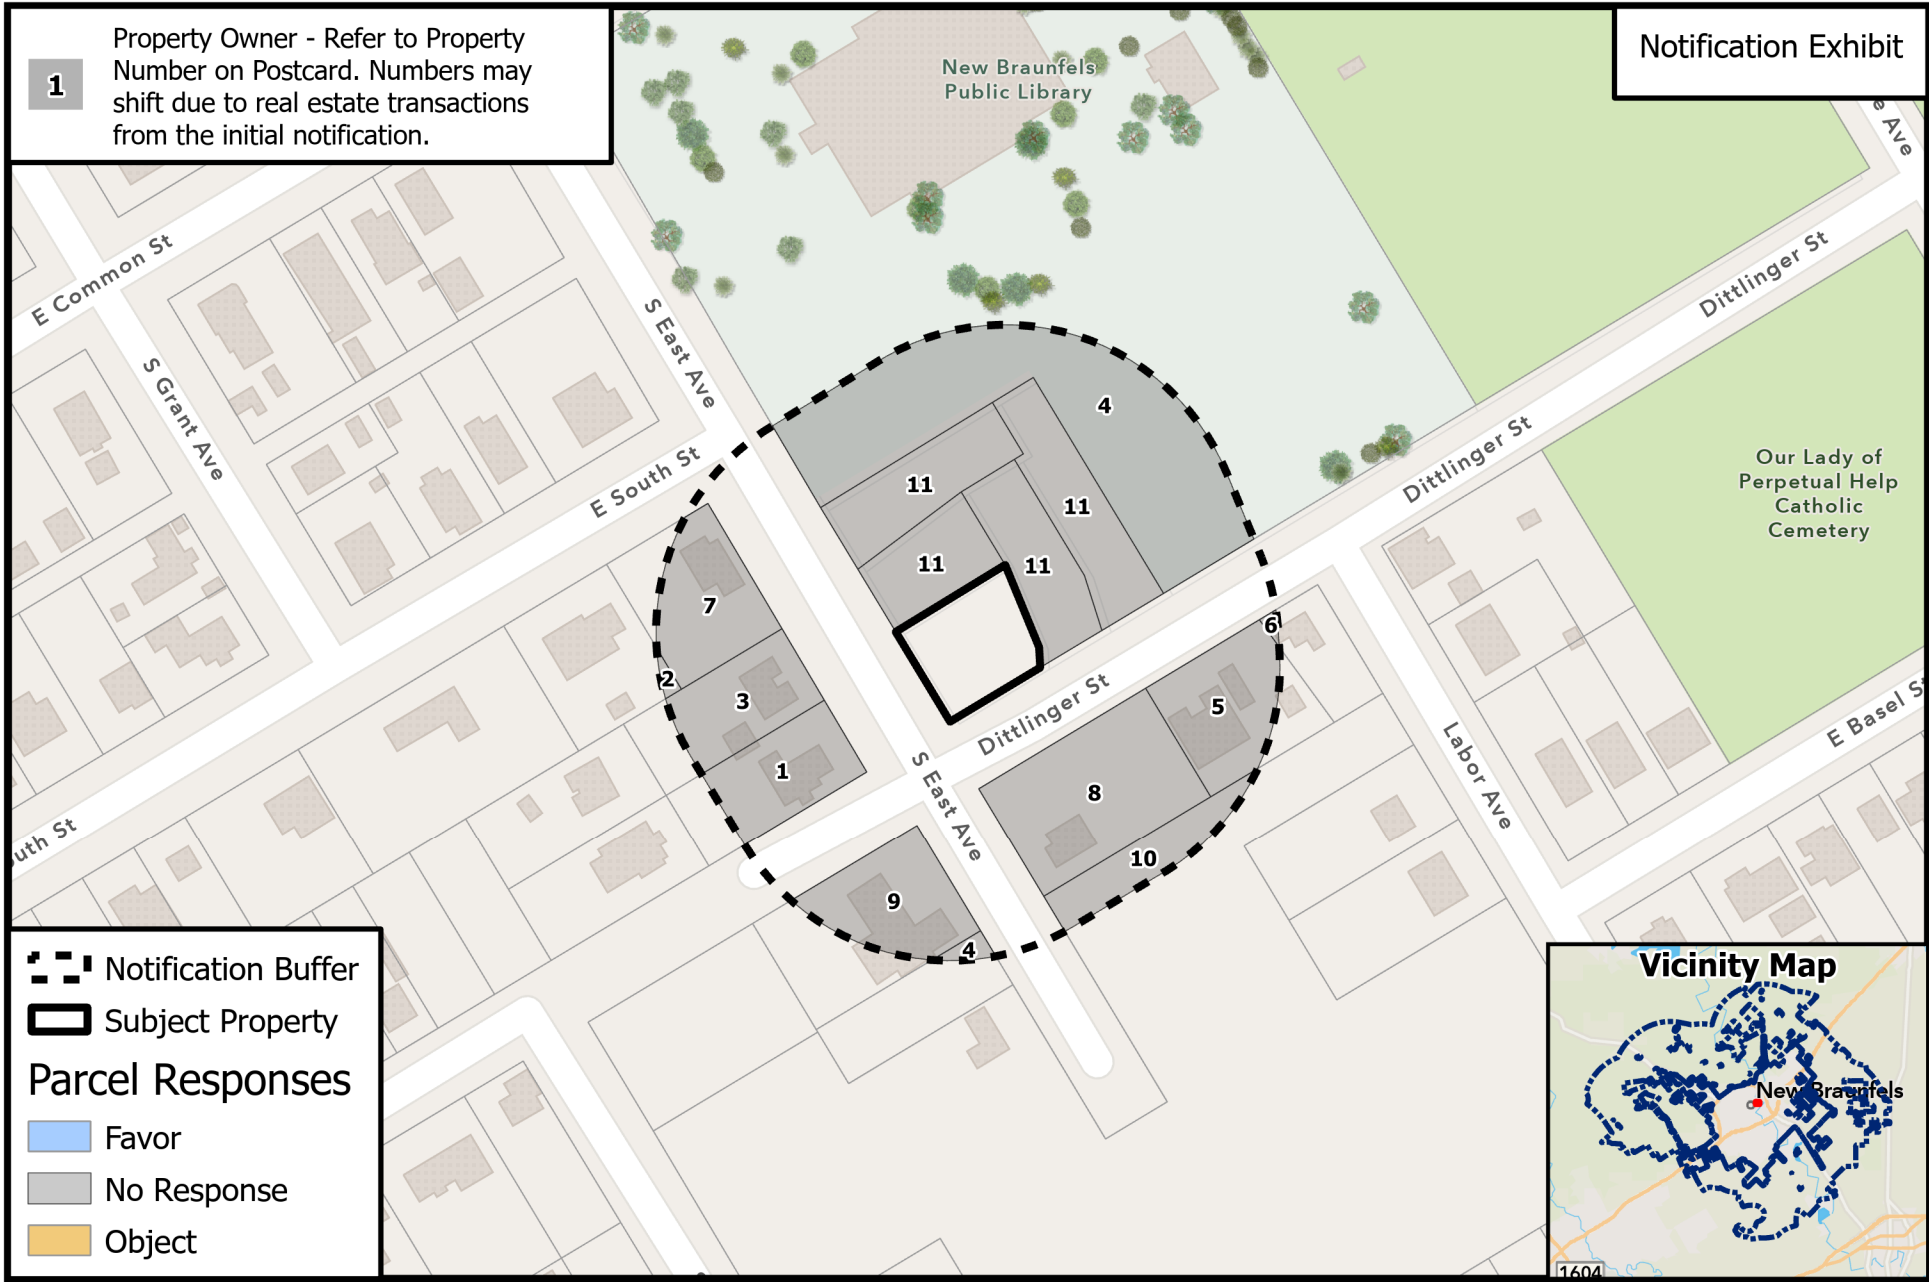 1
Property Owner - Refer to Property
Number on Postcard. Numbers may
shift due to real estate transactions
from the initial notification.
Notification Exhibit
New Braunfels
Public Library
Ave
E Common St
S East Ave
Dittlinger St
S Grant Ave
4
Dittlinger St
E South St
Our Lady of
Perpetual Help
Catholic
Cemetery
11
11
11
11
7
6
2
3
5
Dittlinger St
E Basel St
1
8
S East Ave
Labor Ave
outh St
10
9
4
Notification Buffer
Subject Property
Parcel Responses
Favor
No Response
Object
Vicinity Map
New Braunfels
1604